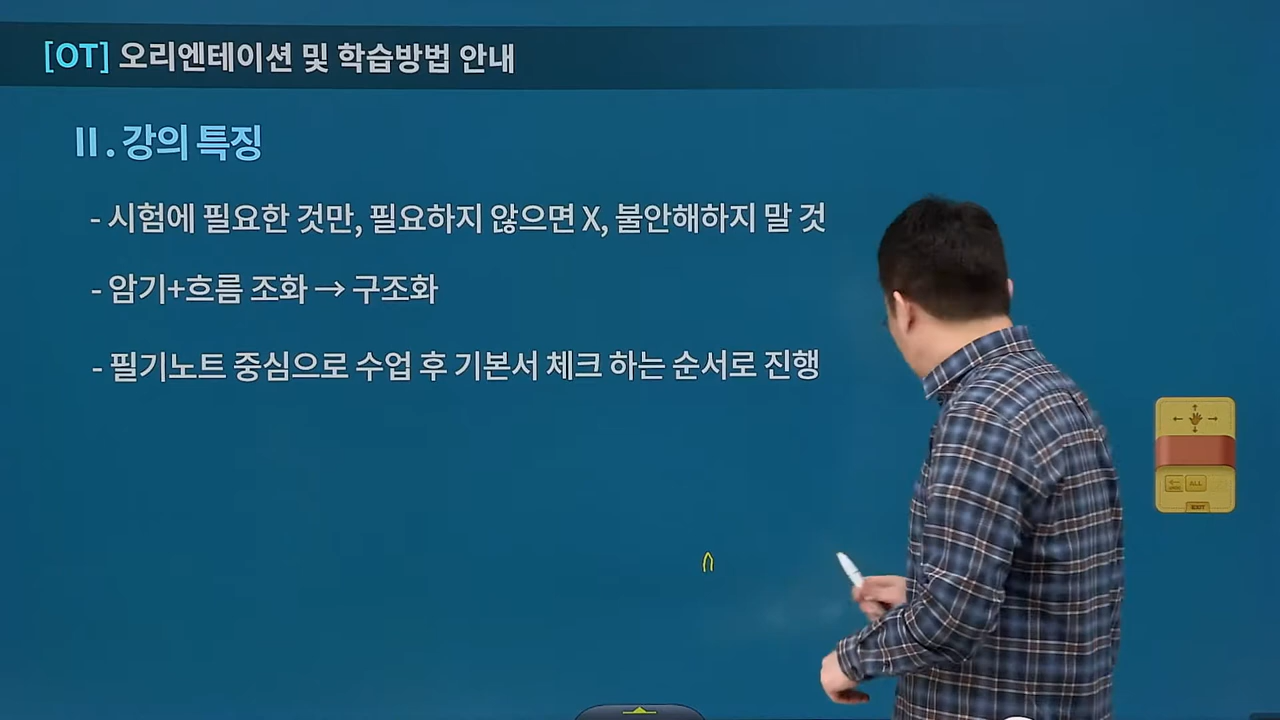 [OT] 오리엔테이션 및 학습방법 안내
II. 강의 특징
- 시험에 필요한 것만, 필요하지 않으면 X, 불안해하지 말 것
- 암기+흐름 조화 → 구조화
- 필기노트 중심으로 수업 후 기본서 체크 하는 순서로 진행
ALL
EXIT